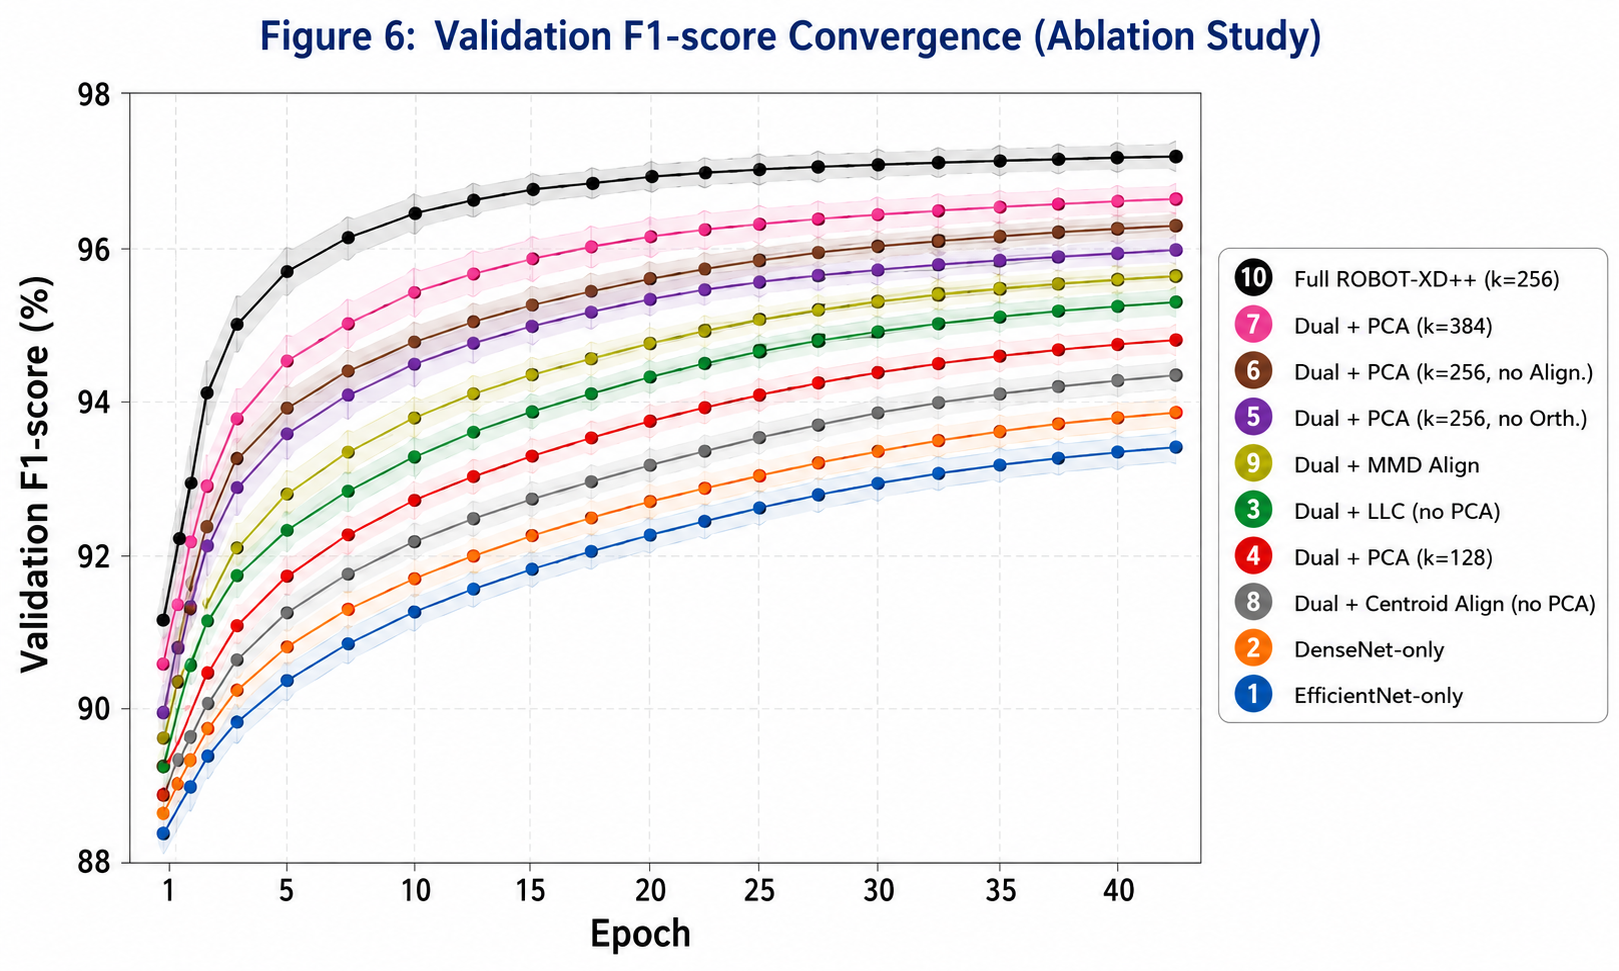 Figure 6: Validation F1-score Convergence (Ablation Study)
Validation F1-score (%)
98
96
94
92
90
88
1 5 10 15 20 25 30 35 40
Epoch
10 Full ROBOT-XD++ (k=256)
7 Dual + PCA (k=384)
6 Dual + PCA (k=256, no Align.)
5 Dual + PCA (k=256, no Orth.)
9 Dual + MMD Align
3 Dual + LLC (no PCA)
4 Dual + PCA (k=128)
8 Dual + Centroid Align (no PCA)
2 DenseNet-only
1 EfficientNet-only